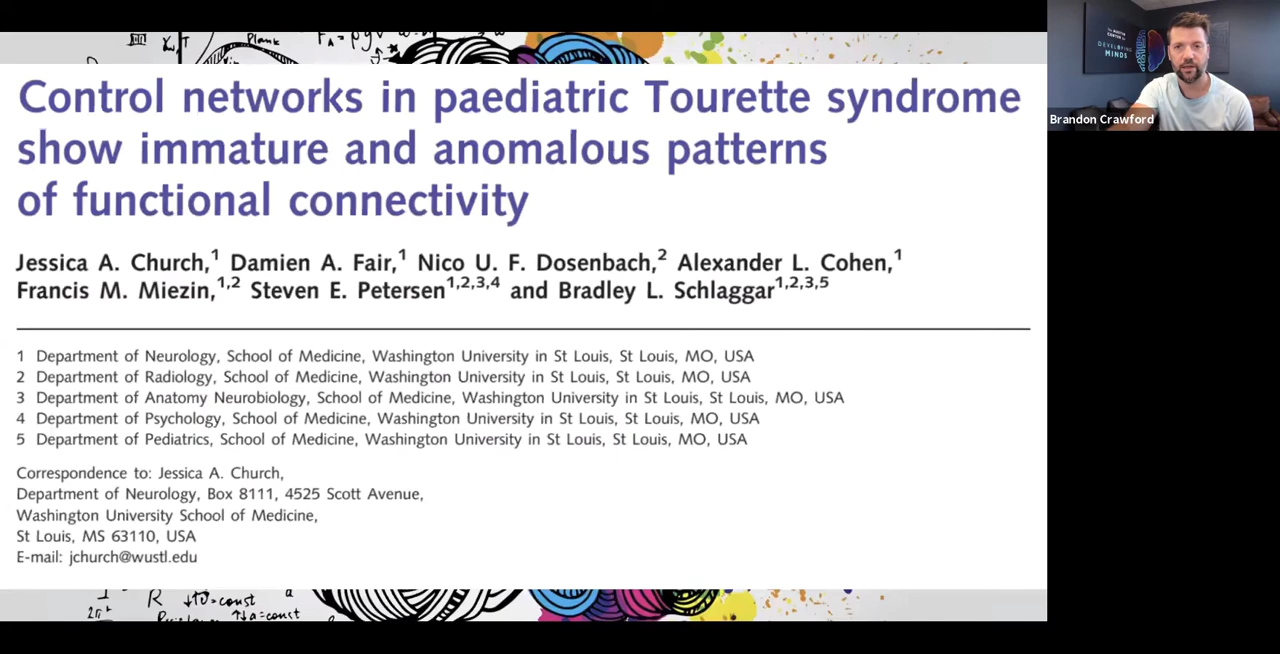 Plank
Control networks in paediatric Tourette syndrome
show immature and anomalous patterns
of functional connectivity
Jessica A. Church,1 Damien A. Fair,1 Nico U. F. Dosenbach,2 Alexander L. Cohen,1
Francis M. Miezin,1,2 Steven E. Petersen1,2,3,4 and Bradley L. Schlaggar1,2,3,5
1 Department of Neurology, School of Medicine, Washington University in St Louis, St Louis, MO, USA
2 Department of Radiology, School of Medicine, Washington University in St Louis, St Louis, MO, USA
3 Department of Anatomy Neurobiology, School of Medicine, Washington University in St Louis, St Louis, MO, USA
4 Department of Psychology, School of Medicine, Washington University in St Louis, St Louis, MO, USA
5 Department of Pediatrics, School of Medicine, Washington University in St Louis, St Louis, MO, USA
Correspondence to: Jessica A. Church,
Department of Neurology, Box 8111, 4525 Scott Avenue,
Washington University School of Medicine,
St Louis, MS 63110, USA
E-mail: jchurch@wustl.edu
R ↓v=const a
↑a=const
DEVELOPING
MINDS
Brandon Crawford